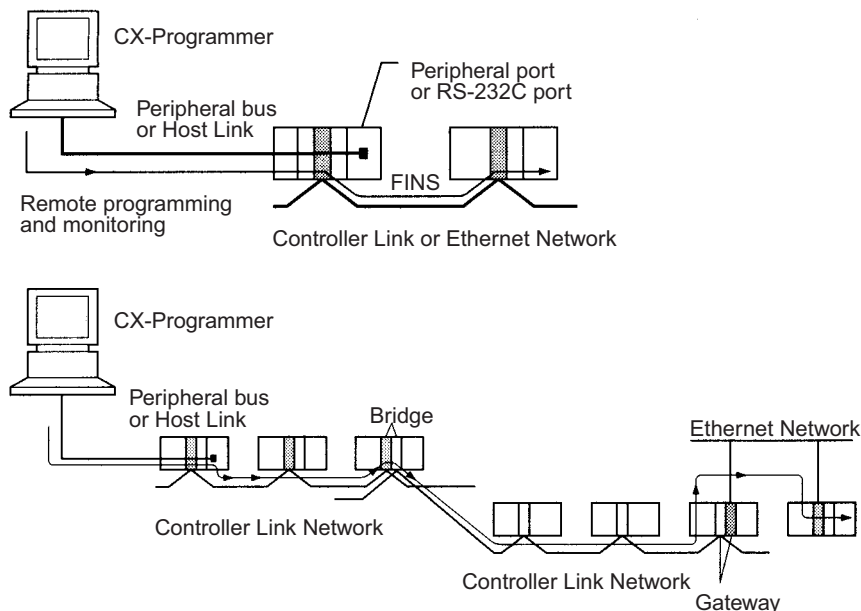 CX-Programmer
Peripheral port
or RS-232C port
Peripheral bus
or Host Link
FINS
Remote programming
and monitoring
Controller Link or Ethernet Network
CX-Programmer
Peripheral bus
or Host Link
Bridge
Ethernet Network
Controller Link Network
Controller Link Network
Gateway